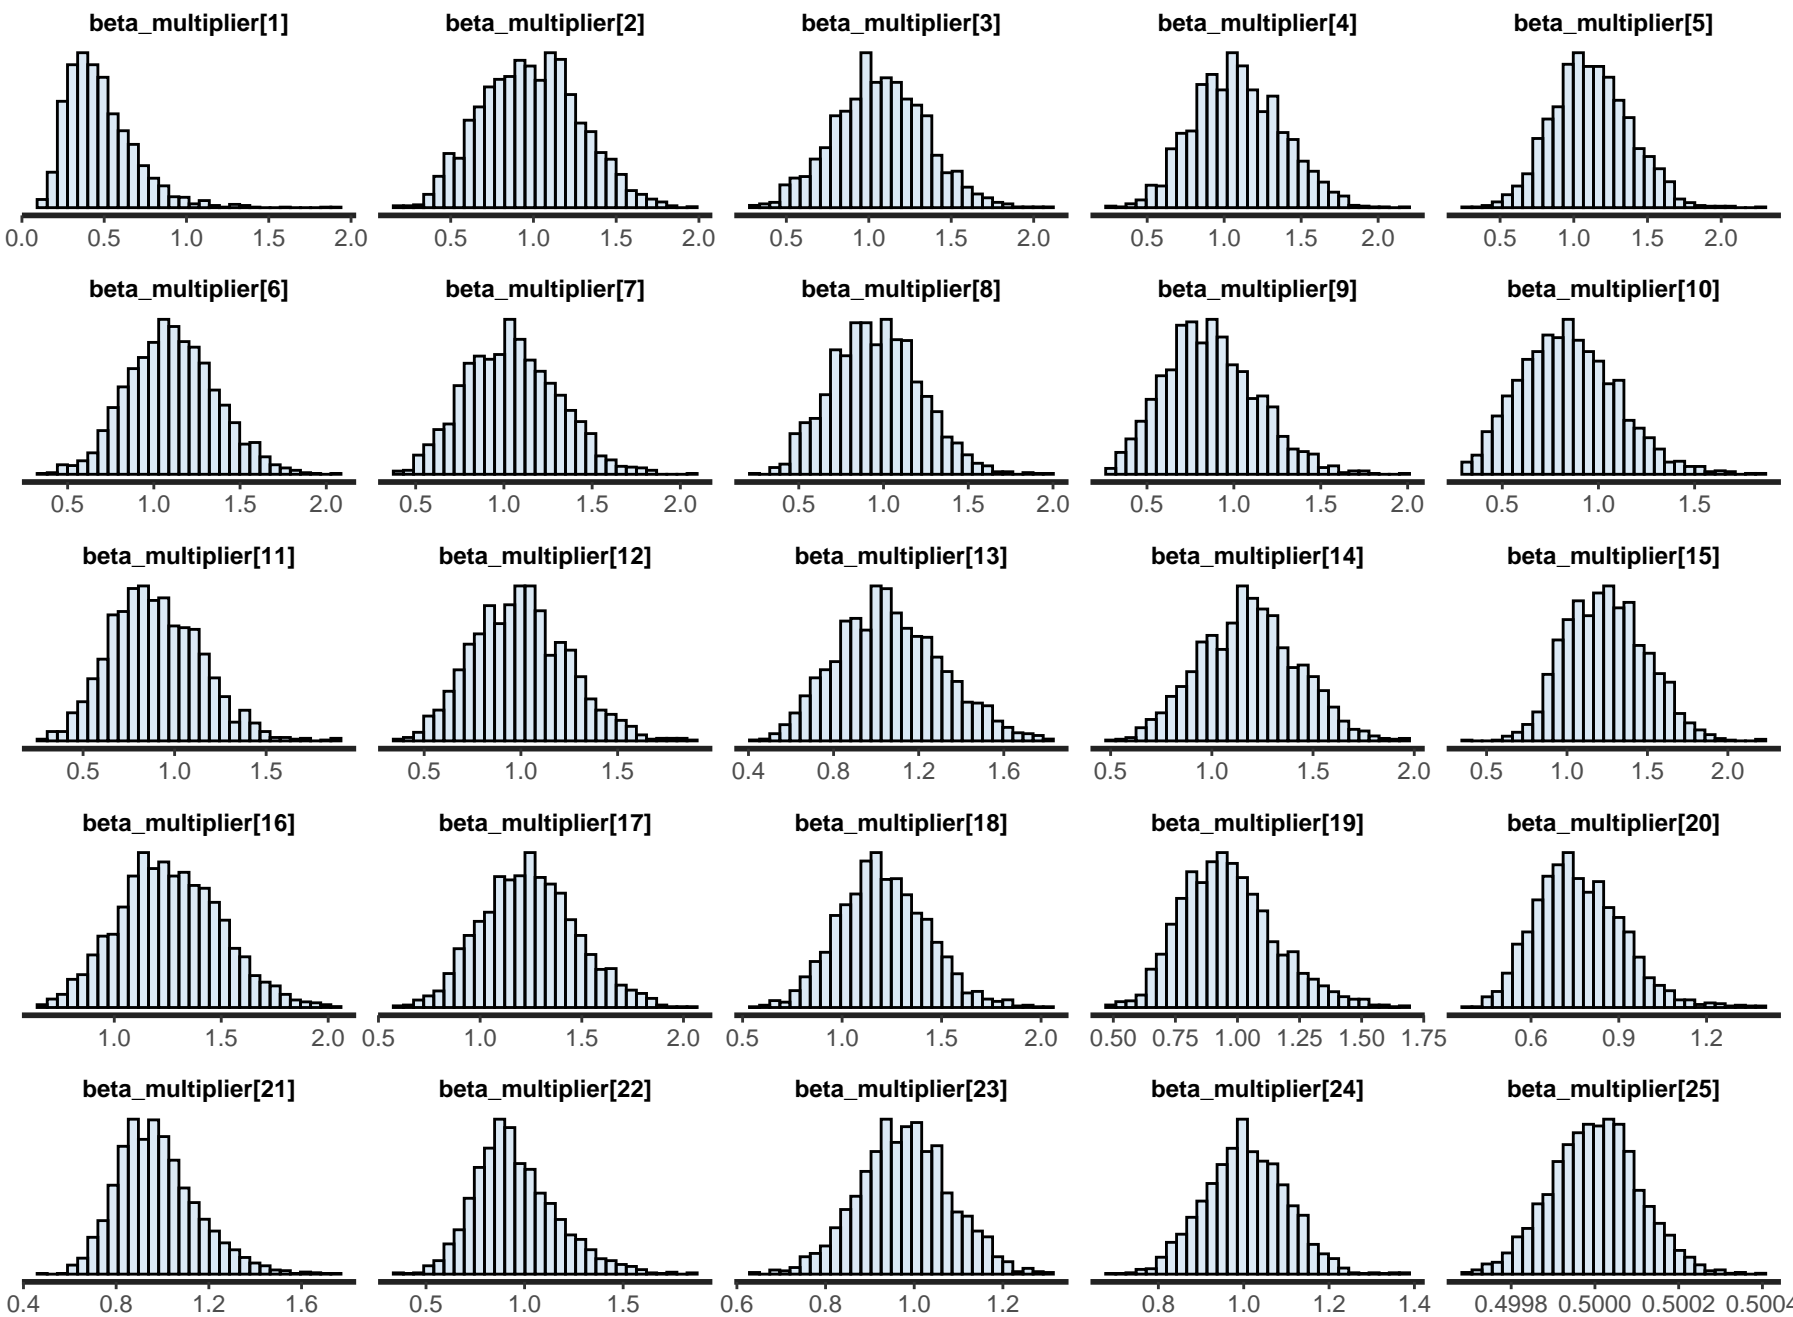 beta_multiplier[1] beta_multiplier[2] beta_multiplier[3] beta_multiplier[4] beta_multiplier[5]
0.0 0.5 1.0 1.5 2.0 0.5 1.0 1.5 2.0 0.5 1.0 1.5 2.0 0.5 1.0 1.5 2.0 0.5 1.0 1.5 2.0
beta_multiplier[6] beta_multiplier[7] beta_multiplier[8] beta_multiplier[9] beta_multiplier[10]
0.5 1.0 1.5 2.0 0.5 1.0 1.5 2.0 0.5 1.0 1.5 2.0 0.5 1.0 1.5 2.0 0.5 1.0 1.5
beta_multiplier[11] beta_multiplier[12] beta_multiplier[13] beta_multiplier[14] beta_multiplier[15]
0.5 1.0 1.5 0.5 1.0 1.5 0.4 0.8 1.2 1.6 0.5 1.0 1.5 2.0 0.5 1.0 1.5 2.0
beta_multiplier[16] beta_multiplier[17] beta_multiplier[18] beta_multiplier[19] beta_multiplier[20]
1.0 1.5 2.0 0.5 1.0 1.5 2.0 0.5 1.0 1.5 2.0 0.50 0.75 1.00 1.25 1.50 1.75 0.6 0.9 1.2
beta_multiplier[21] beta_multiplier[22] beta_multiplier[23] beta_multiplier[24] beta_multiplier[25]
0.4 0.8 1.2 1.6 0.5 1.0 1.5 0.6 0.8 1.0 1.2 0.8 1.0 1.2 1.4 0.4998 0.5000 0.5002 0.5004